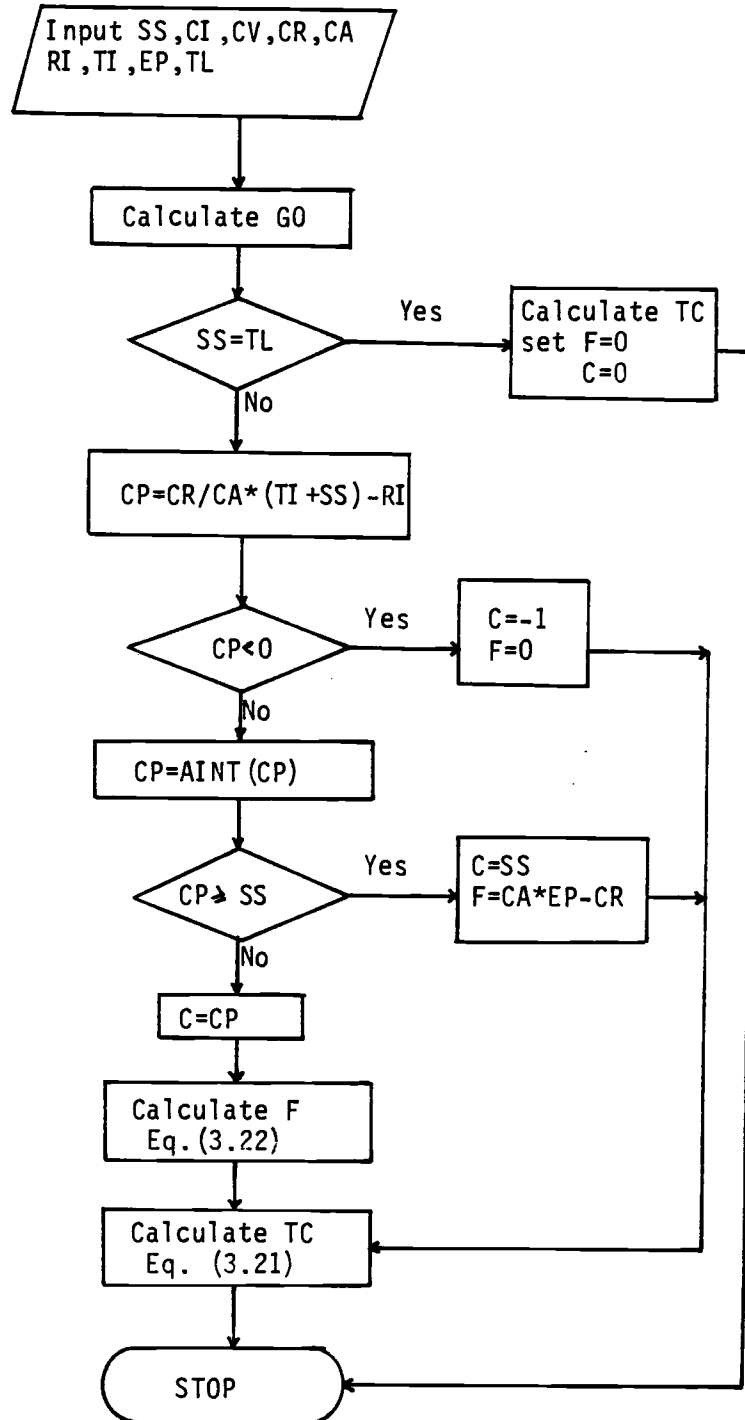 Input SS,CI,CV,CR,CA
RI,TI,EP,TL
Calculate GO
SS=TL
Yes
Calculate TC
set F=0
C=0
No
CP=CR/CA*(TI+SS)-RI
CP<0
Yes
C=-1
F=0
No
CP=AINT(CP)
CP⩾ SS
Yes
C=SS
F=CA*EP-CR
No
C=CP
Calculate F
Eq.(3.22)
Calculate TC
Eq. (3.21)
STOP